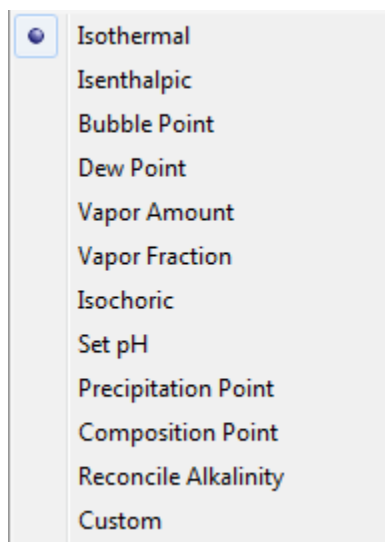 Isothermal
Isenthalpic
Bubble Point
Dew Point
Vapor Amount
Vapor Fraction
Isochoric
Set pH
Precipitation Point
Composition Point
Reconcile Alkalinity
Custom